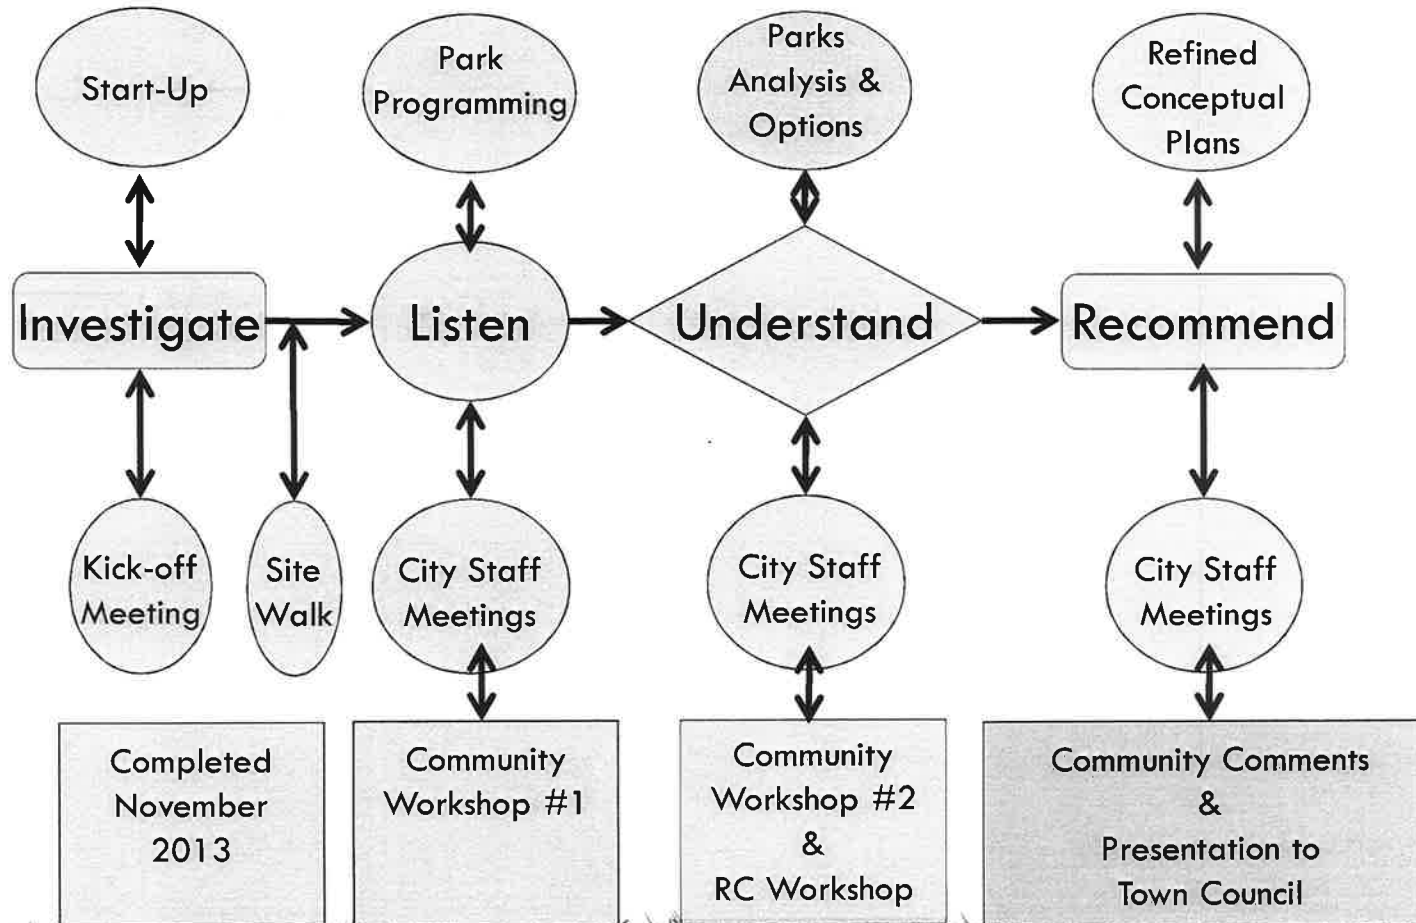 Start-Up
Park
Programming
Parks
Analysis &
Options
Refined
Conceptual
Plans
Investigate
Listen
Understand
Recommend
Kick-off
Meeting
Site
Walk
City Staff
Meetings
City Staff
Meetings
City Staff
Meetings
Completed
November
2013
Community
Workshop #1
Community
Workshop #2
&
RC Workshop
Community Comments
&
Presentation to
Town Council